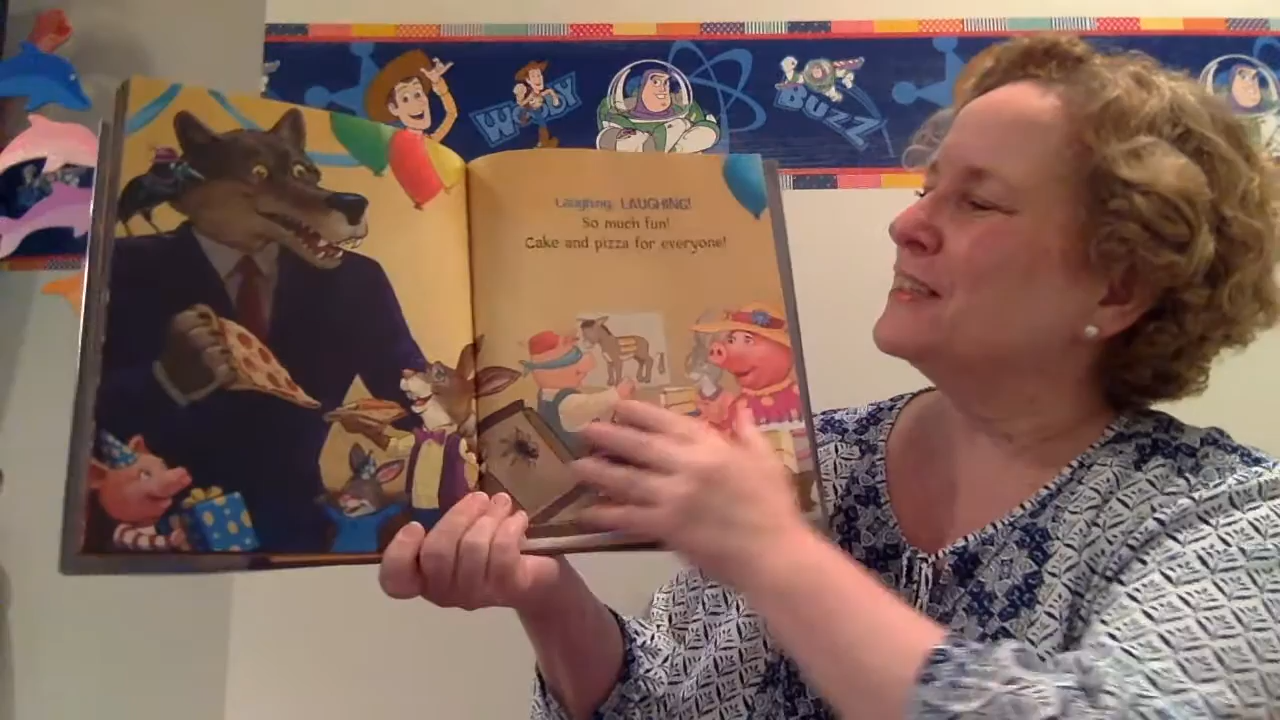 WOODY
BUZZ
Laughing, LAUGHING!
So much fun!
Cake and pizza for everyone!